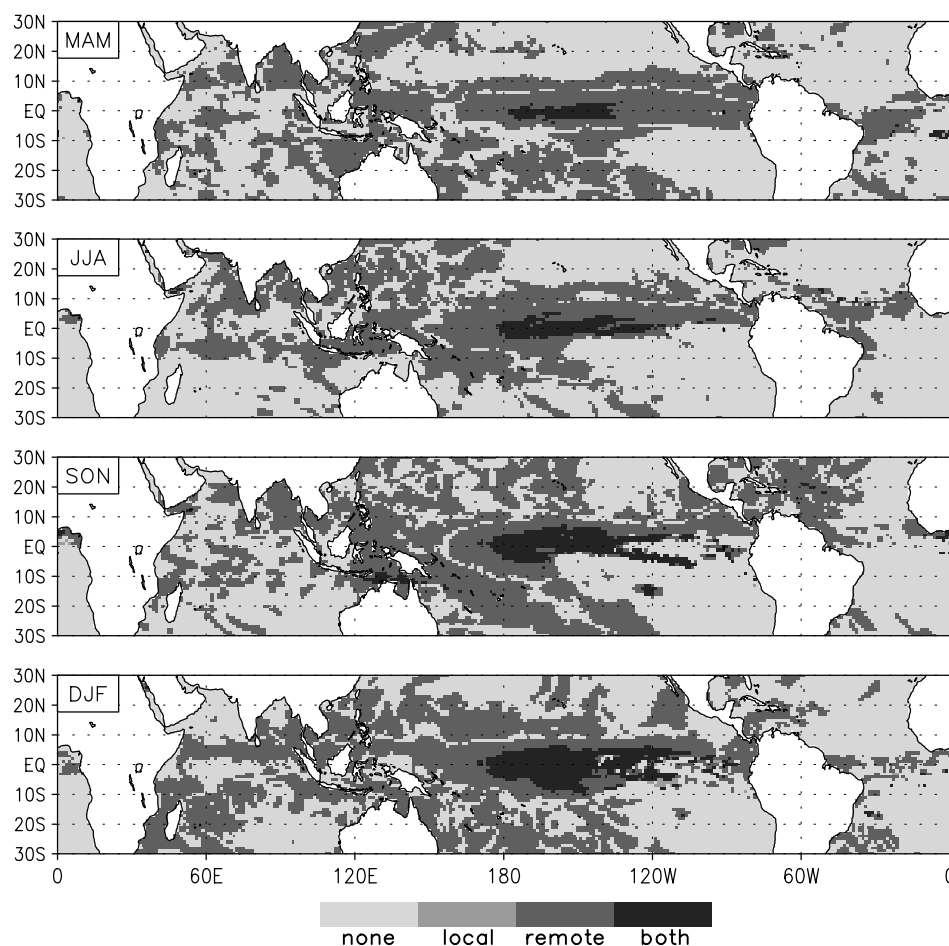 30N
MAM
20N
10N
EQ
10S
20S
30S
30N
JJA
20N
10N
EQ
10S
20S
30S
30N
SON
20N
10N
EQ
10S
20S
30S
30N
DJF
20N
10N
EQ
10S
20S
30S
0 60E 120E 180 120W 60W 0
none local remote both